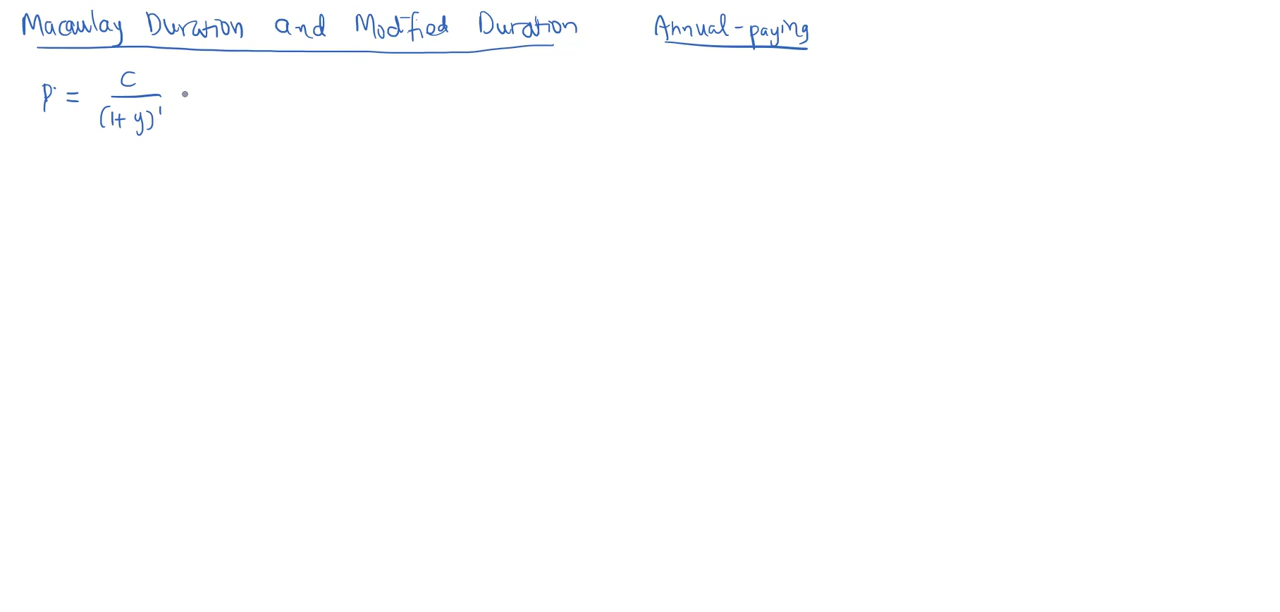 Macaulay Duration and Modified Duration Annual-paying
P = C / (1+y)¹